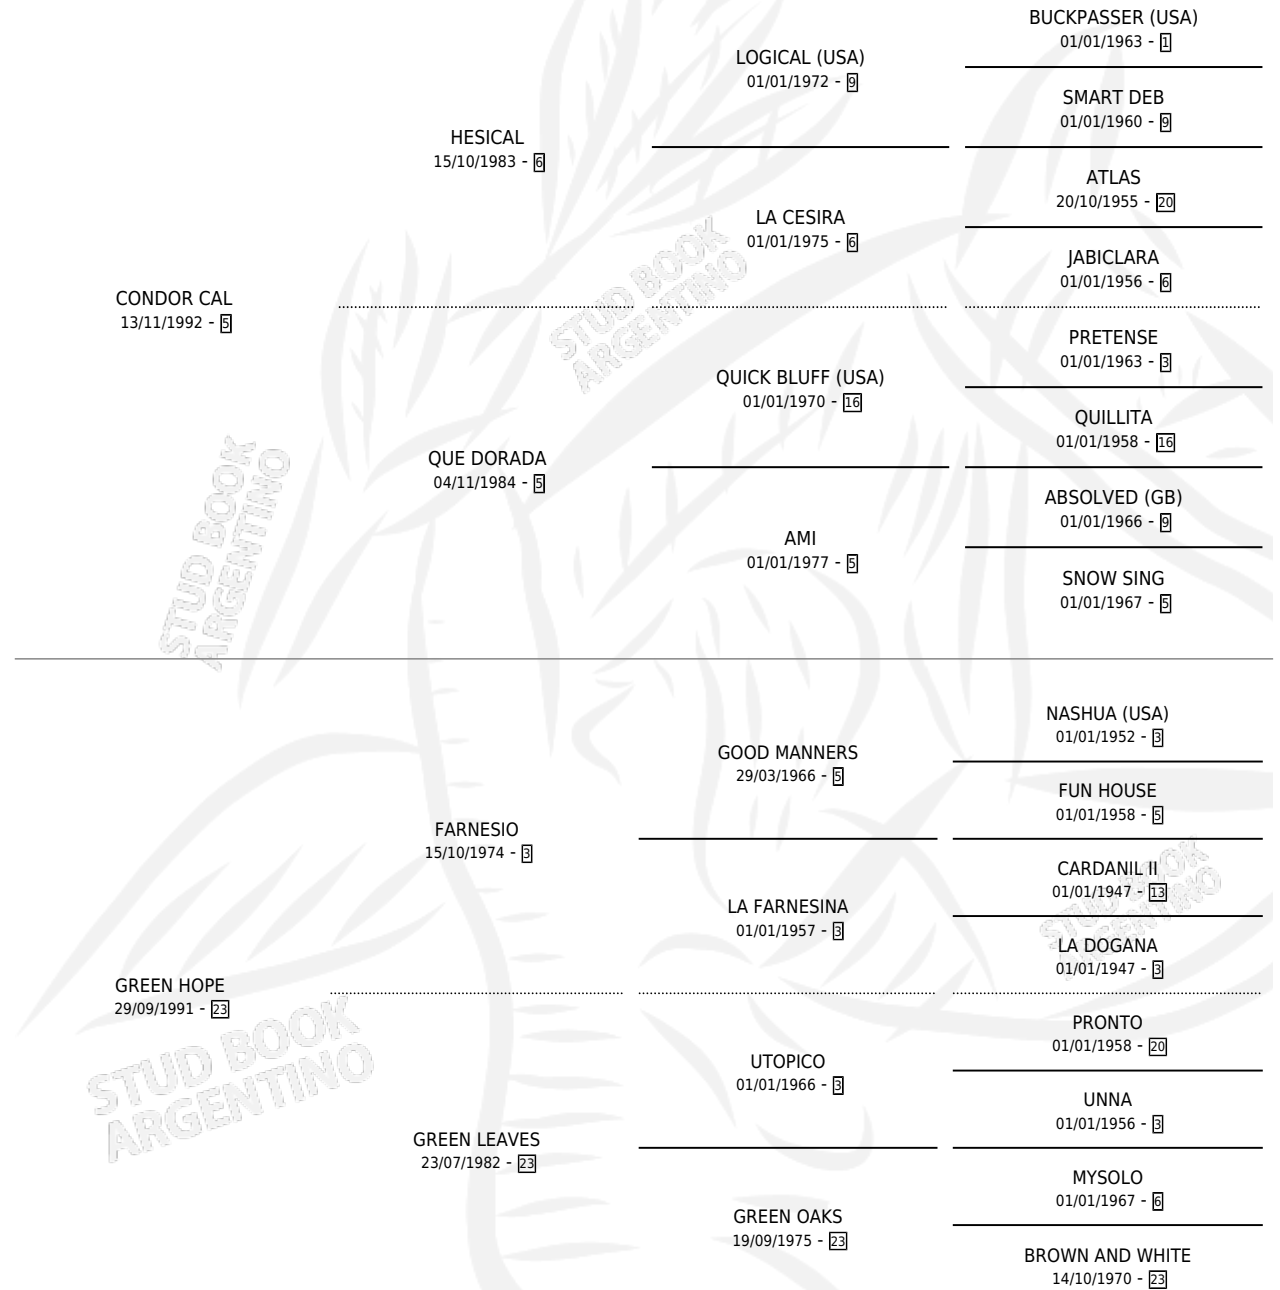 BUCKPASSER (USA)
01/01/1963 - 1
LOGICAL (USA)
01/01/1972 - 9
SMART DEB
01/01/1960 - 9
HESICAL
15/10/1983 - 6
ATLAS
20/10/1955 - 20
LA CESIRA
01/01/1975 - 6
JABICLARA
01/01/1956 - 6
CONDOR CAL
13/11/1992 - 5
PRETENSE
01/01/1963 - 3
QUICK BLUFF (USA)
01/01/1970 - 16
QUILLITA
01/01/1958 - 16
QUE DORADA
04/11/1984 - 5
ABSOLVED (GB)
01/01/1966 - 9
AMI
01/01/1977 - 5
SNOW SING
01/01/1967 - 5
NASHUA (USA)
01/01/1952 - 3
GOOD MANNERS
29/03/1966 - 5
FUN HOUSE
01/01/1958 - 5
FARNESIO
15/10/1974 - 3
CARDANIL II
01/01/1947 - 13
LA FARNESINA
01/01/1957 - 3
LA DOGANA
01/01/1947 - 3
GREEN HOPE
29/09/1991 - 23
PRONTO
01/01/1958 - 20
UTOPICO
01/01/1966 - 3
UNNA
01/01/1956 - 3
GREEN LEAVES
23/07/1982 - 23
MYSOLO
01/01/1967 - 6
GREEN OAKS
19/09/1975 - 23
BROWN AND WHITE
14/10/1970 - 23
STUD BOOK
ARGENTINO
STUD BOOK
ARGENTINO
STUD BOOK
ARGENTINO
STUD BOOK
ARGENTINO